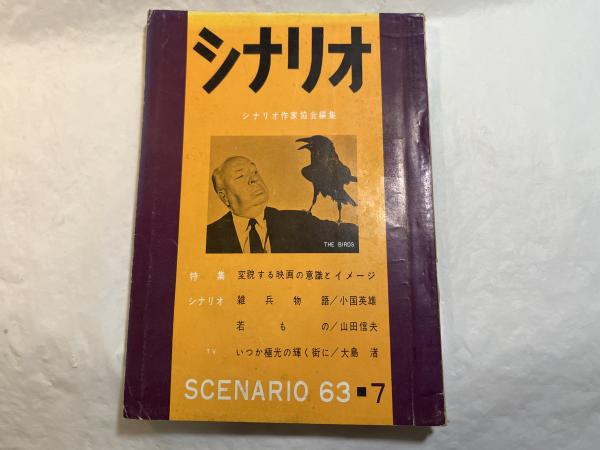 シナリオ
シナリオ作家協会編集
THE BIRDS
特集 変貌する映画の意識とイメージ
シナリオ 雑兵物語／小国英雄
若もの／山田信夫
TV いつか極光の輝く街に／大島渚
SCENARIO 63■7